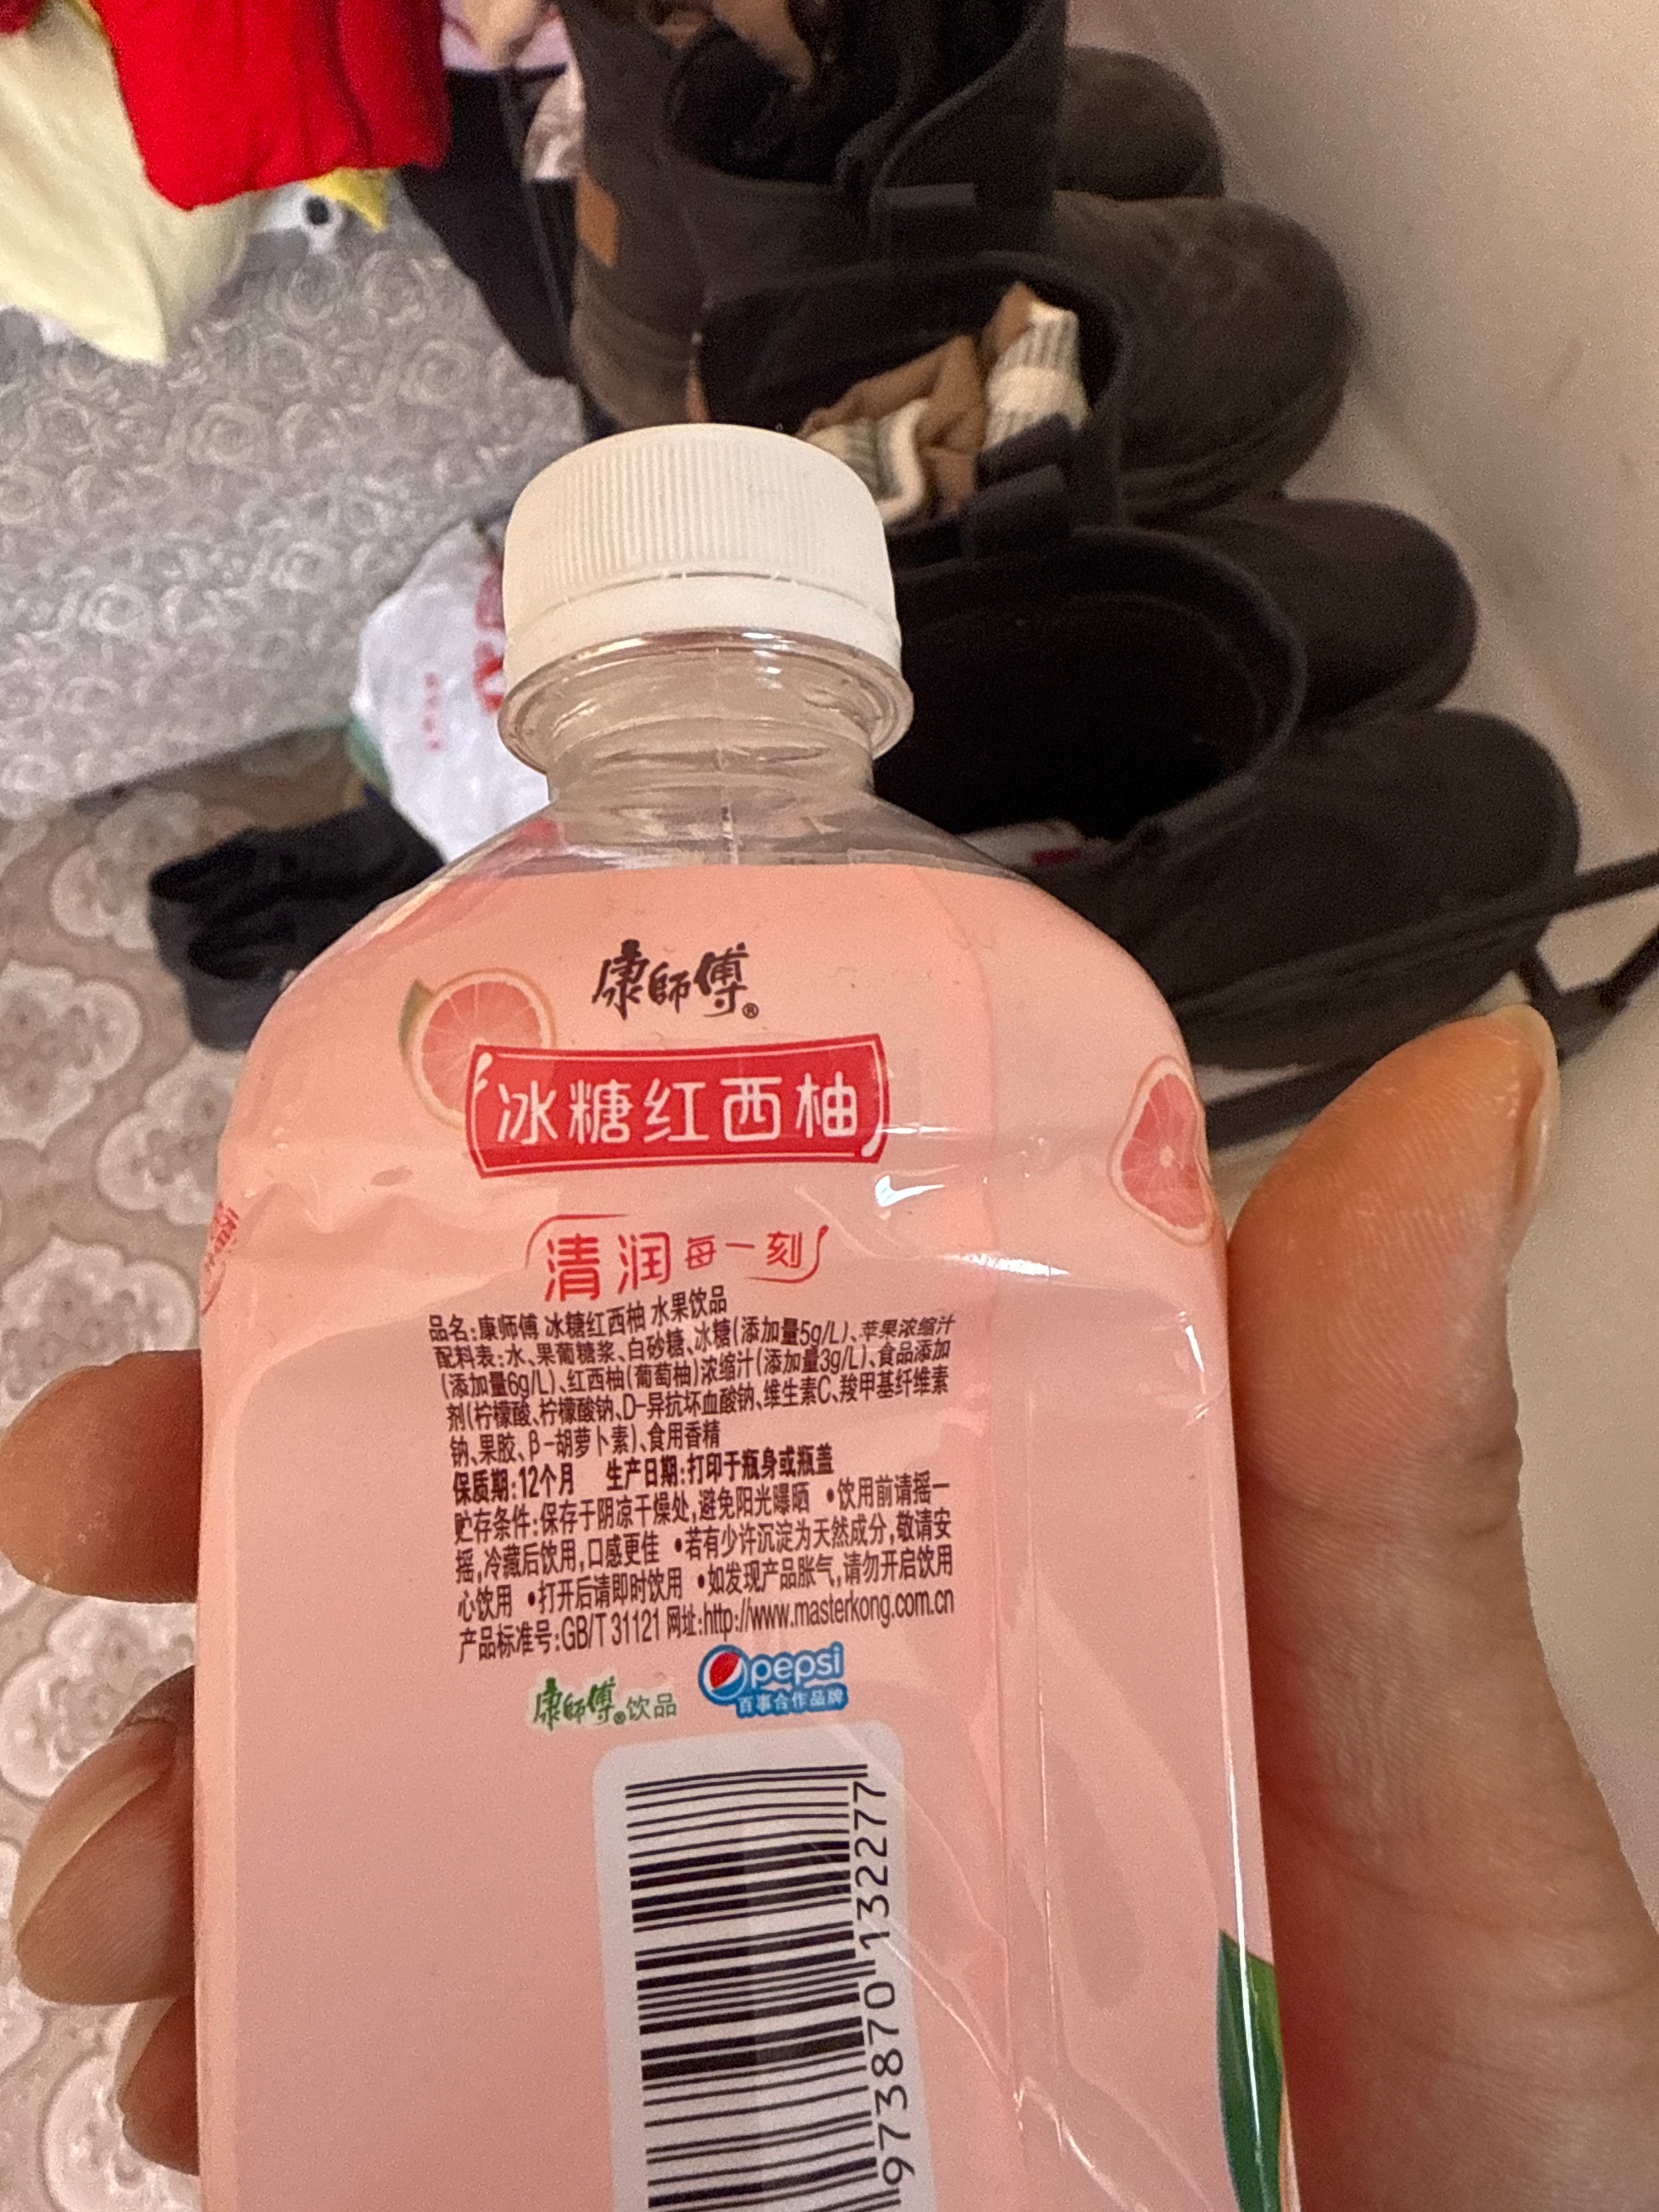 康師傅®
冰糖红西柚
清润每一刻
品名:康师傅 冰糖红西柚 水果饮品
配料表:水、果葡糖浆、白砂糖、冰糖(添加量5g/L)、苹果浓缩汁
(添加量6g/L)、红西柚(葡萄柚)浓缩汁(添加量3g/L)、食品添加
剂(柠檬酸、柠檬酸钠、D-异抗坏血酸钠、维生素C、羧甲基纤维素
钠、果胶、β-胡萝卜素)、食用香精
保质期:12个月 生产日期:打印于瓶身或瓶盖
贮存条件:保存于阴凉干燥处,避免阳光曝晒 •饮用前请摇一
摇,冷藏后饮用,口感更佳 •若有少许沉淀为天然成分,敬请安
心饮用 •打开后请即时饮用 •如发现产品胀气,请勿开启饮用
产品标准号:GB/T 31121 网址:http://www.masterkong.com.cn
康師傅®饮品
pepsi
百事合作品牌
973870132277